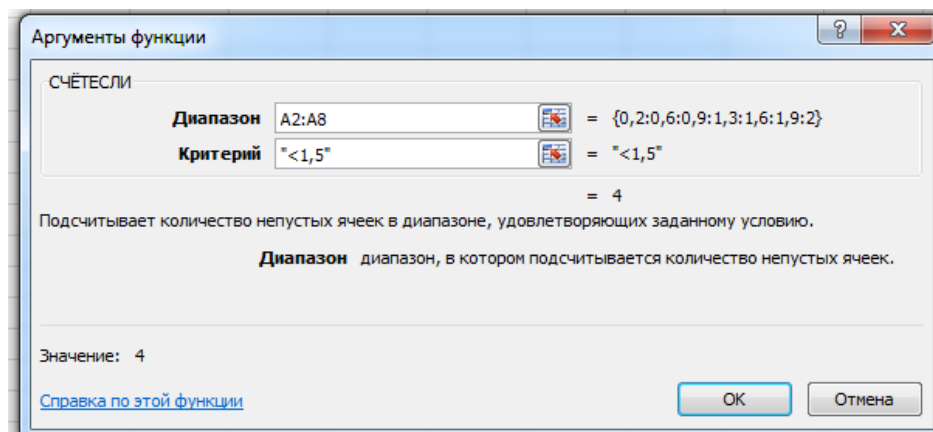 Аргументы функции
СЧЁТЕСЛИ
Диапазон A2:A8 = {0,2:0,6:0,9:1,3:1,6:1,9:2}
Критерий "<1,5" = "<1,5"
= 4
Подсчитывает количество непустых ячеек в диапазоне, удовлетворяющих заданному условию.
Диапазон диапазон, в котором подсчитывается количество непустых ячеек.
Значение: 4
Справка по этой функции
ОК
Отмена